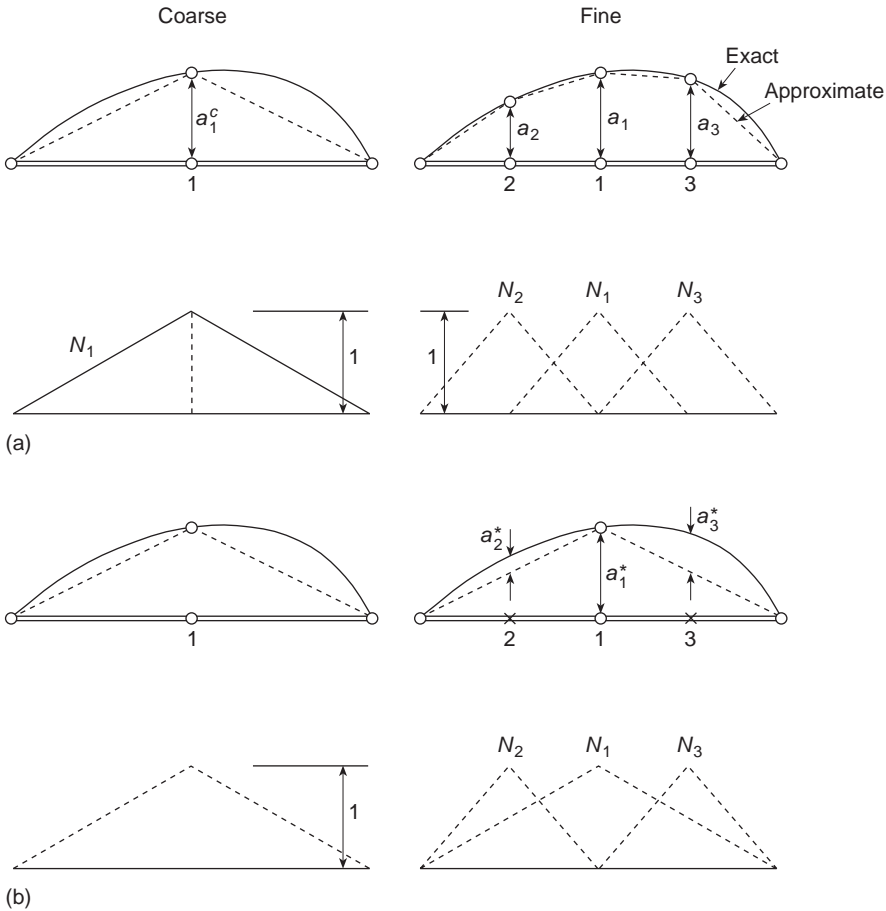 Coarse Fine
Exact
Approximate
a₁ᶜ a₂ a₁ a₃
1 2 1 3
N₂ N₁ N₃
N₁ 1 1
(a)
a₂* a₁* a₃*
1 2 1 3
N₂ N₁ N₃
1
(b)